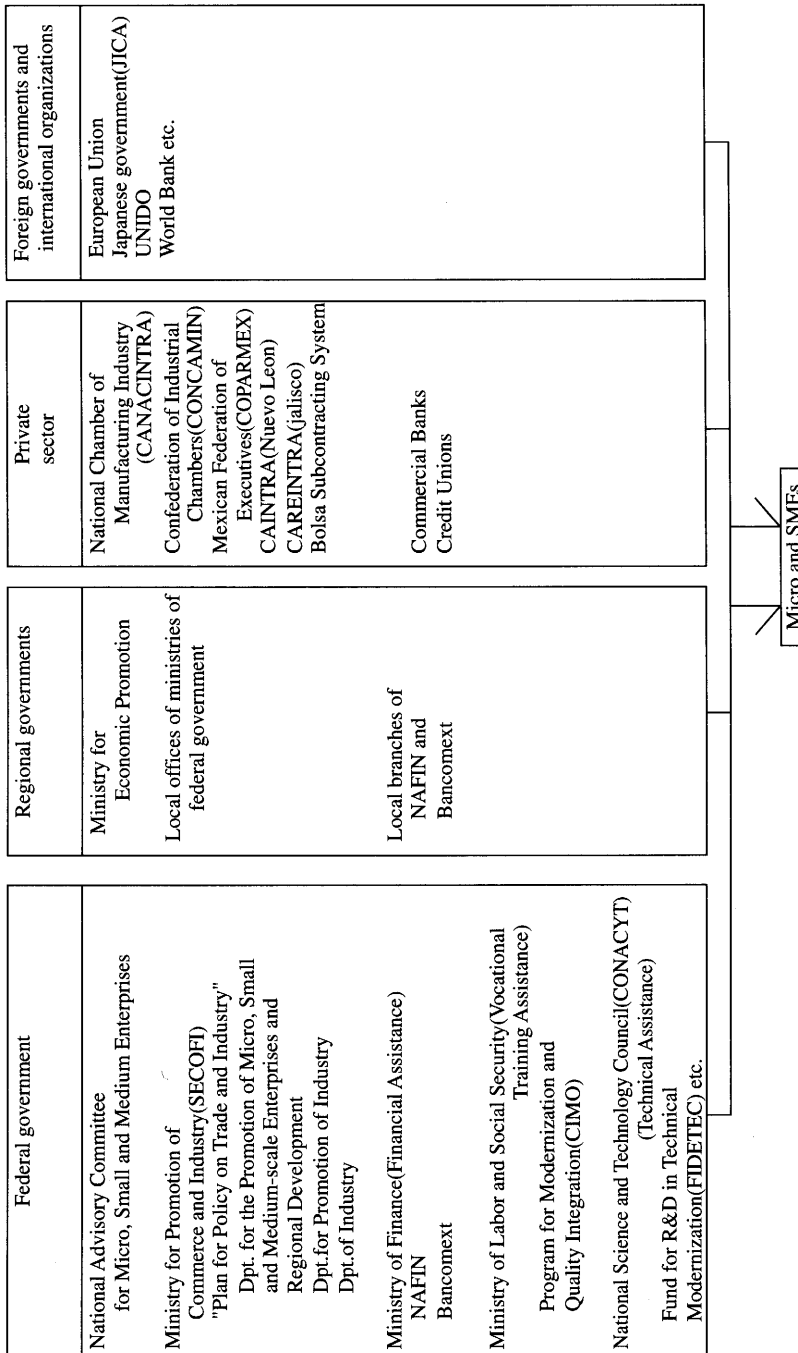 Federal government
National Advisory Committee
for Micro, Small and Medium Enterprises
Ministry for Promotion of
Commerce and Industry(SECOFI)
"Plan for Policy on Trade and Industry"
Dpt. for the Promotion of Micro, Small
and Medium-scale Enterprises and
Regional Development
Dpt.for Promotion of Industry
Dpt.of Industry
Ministry of Finance(Financial Assistance)
NAFIN
Bancomext
Ministry of Labor and Social Security(Vocational
Training Assistance)
Program for Modernization and
Quality Integration(CIMO)
National Science and Technology Council(CONACYT)
(Technical Assistance)
Fund for R&D in Technical
Modernization(FIDETEC) etc.
Regional governments
Ministry for
Economic Promotion
Local offices of ministries of
federal government
Local branches of
NAFIN and
Bancomext
Private
sector
National Chamber of
Manufacturing Industry
(CANACINTRA)
Confederation of Industrial
Chambers(CONCAMIN)
Mexican Federation of
Executives(COPARMEX)
CAINTRA(Nuevo Leon)
CAREINTRA(jalisco)
Bolsa Subcontracting System
Commercial Banks
Credit Unions
Foreign governments and
international organizations
European Union
Japanese government(JICA)
UNIDO
World Bank etc.
Micro and SMEs